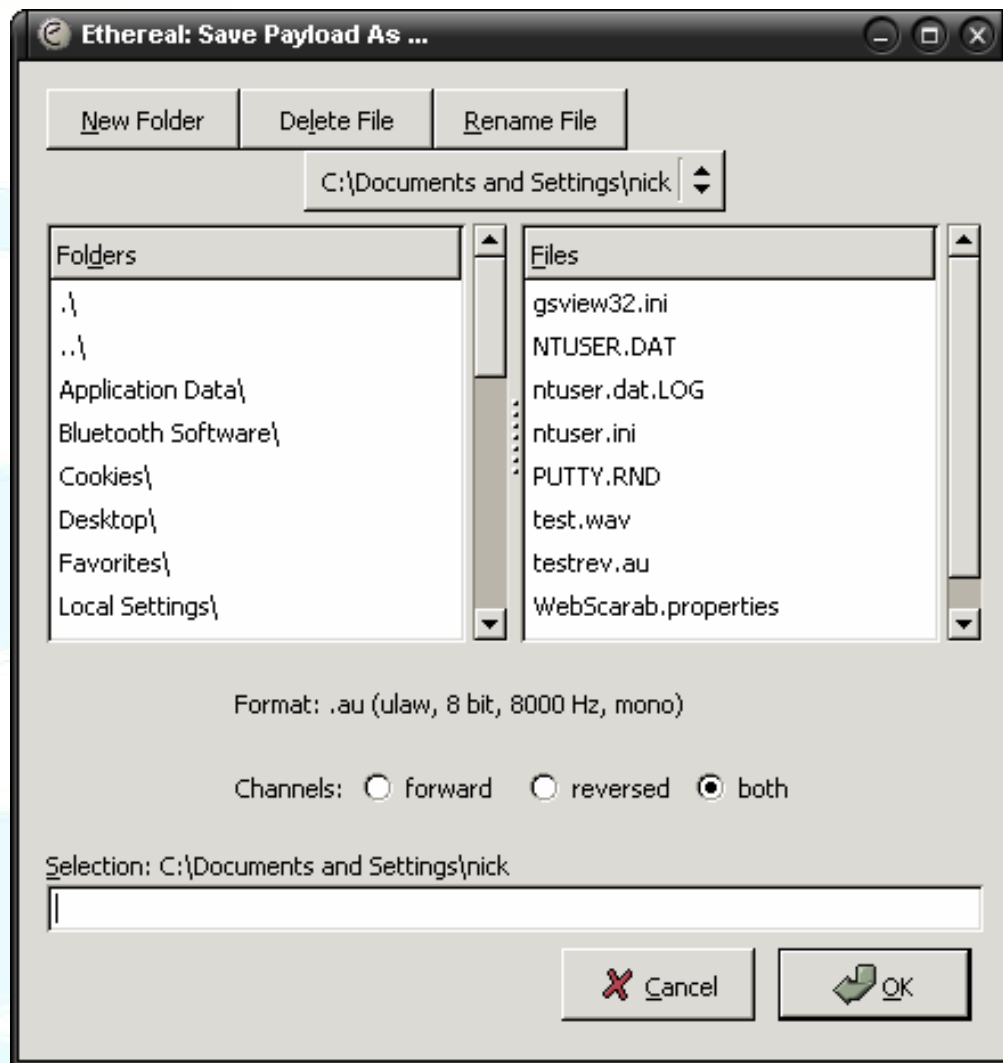 Ethereal: Save Payload As ...
New Folder
Delete File
Rename File
C:\Documents and Settings\nick
Folders
.\
..\
Application Data\
Bluetooth Software\
Cookies\
Desktop\
Favorites\
Local Settings\
Files
gsview32.ini
NTUSER.DAT
ntuser.dat.LOG
ntuser.ini
PUTTY.RND
test.wav
testrev.au
WebScarab.properties
Format: .au (ulaw, 8 bit, 8000 Hz, mono)
Channels: forward reversed both
Selection: C:\Documents and Settings\nick
Cancel
OK